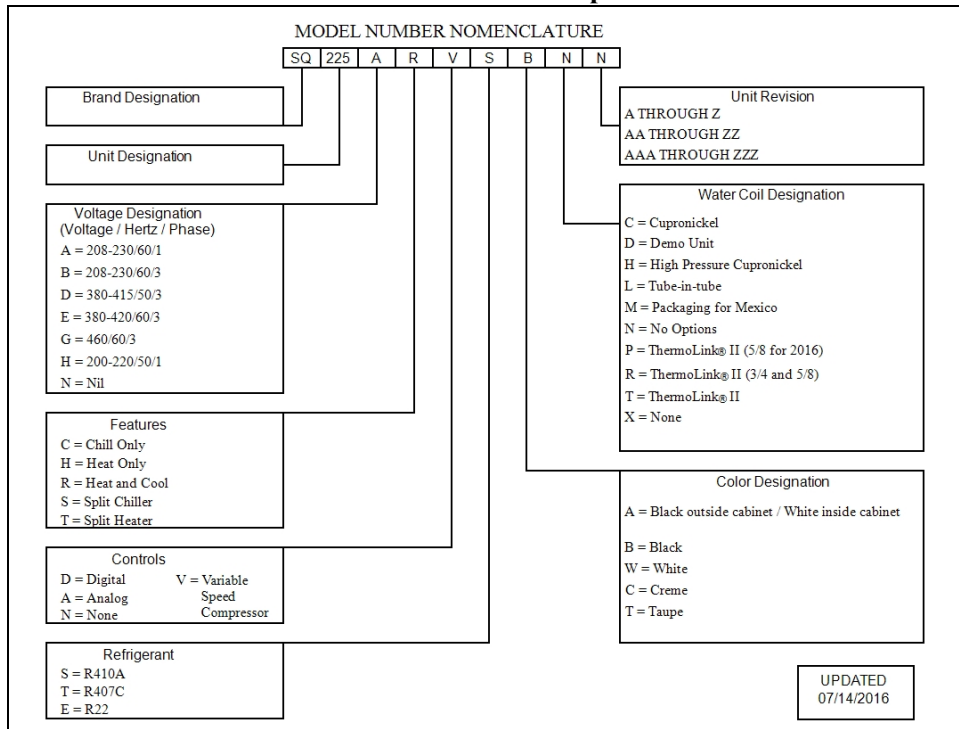 MODEL NUMBER NOMENCLATURE
SQ 225 A R V S B N N
Brand Designation
Unit Designation
Voltage Designation
(Voltage / Hertz / Phase)
A = 208-230/60/1
B = 208-230/60/3
D = 380-415/50/3
E = 380-420/60/3
G = 460/60/3
H = 200-220/50/1
N = Nil
Features
C = Chill Only
H = Heat Only
R = Heat and Cool
S = Split Chiller
T = Split Heater
Controls
D = Digital
A = Analog
N = None
V = Variable
Speed
Compressor
Refrigerant
S = R410A
T = R407C
E = R22
Unit Revision
A THROUGH Z
AA THROUGH ZZ
AAA THROUGH ZZZ
Water Coil Designation
C = Cupronickel
D = Demo Unit
H = High Pressure Cupronickel
L = Tube-in-tube
M = Packaging for Mexico
N = No Options
P = ThermoLink® II (5/8 for 2016)
R = ThermoLink® II (3/4 and 5/8)
T = ThermoLink® II
X = None
Color Designation
A = Black outside cabinet / White inside cabinet
B = Black
W = White
C = Creme
T = Taupe
UPDATED
07/14/2016